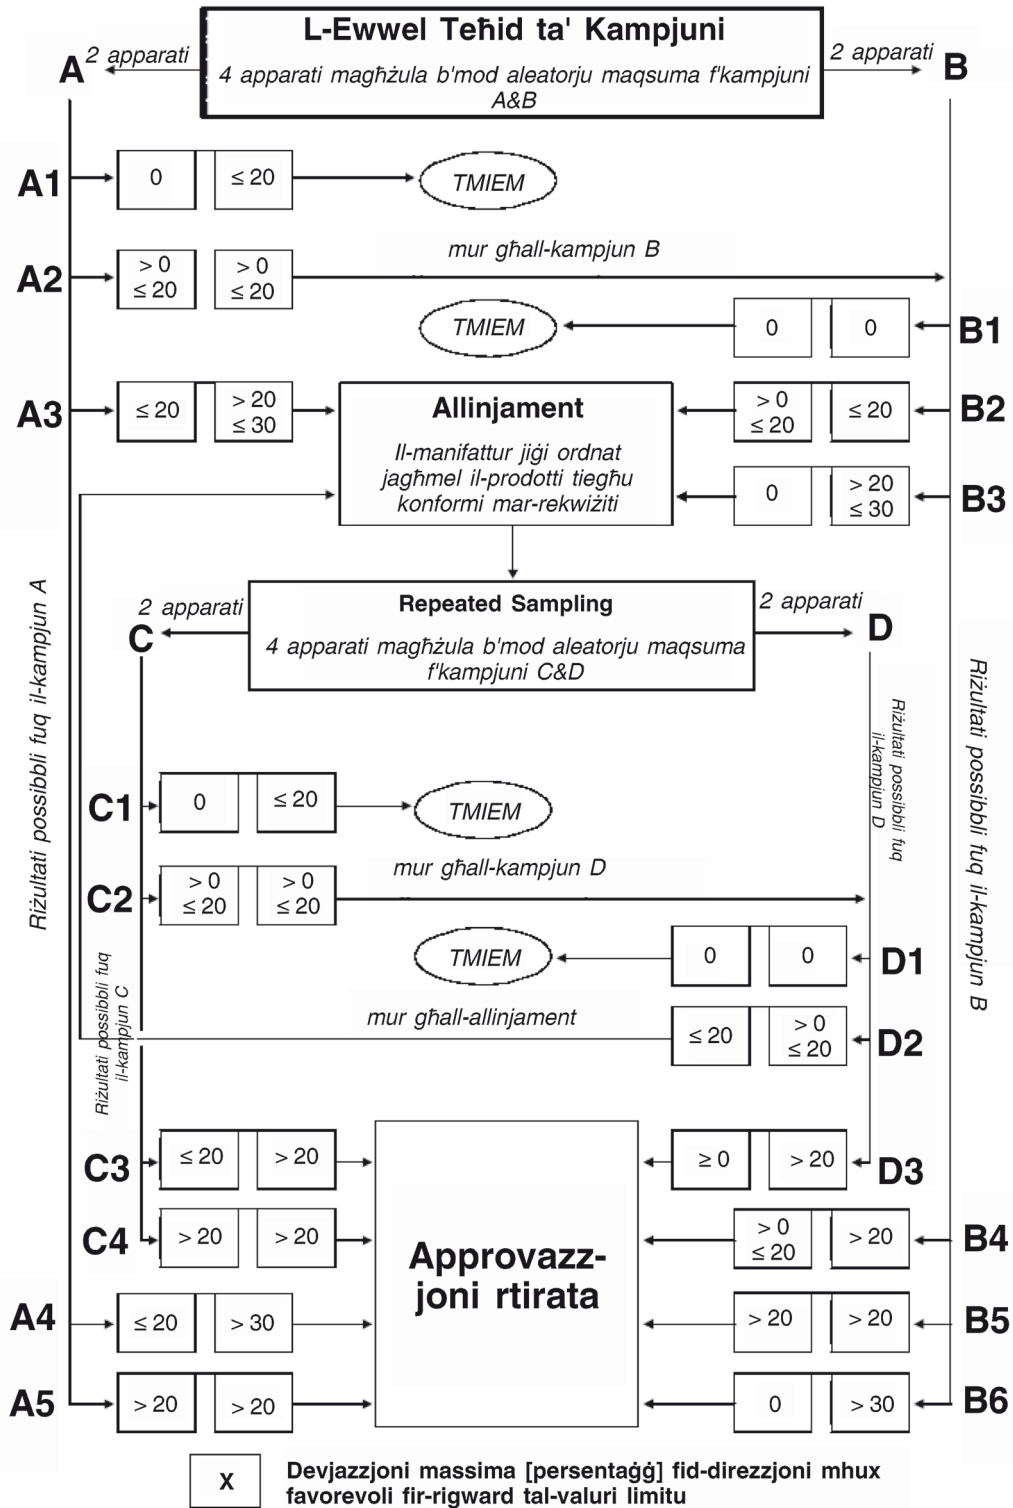 L-Ewwel Teħid ta' Kampjuni
4 apparati magħżula b'mod aleatorju maqsuma f'kampjuni
A&B
A
2 apparati
2 apparati
B
A1
0
≤ 20
TMIEM
A2
> 0
≤ 20
> 0
≤ 20
mur għall-kampjun B
TMIEM
0
0
B1
A3
≤ 20
> 20
≤ 30
Allinjament
Il-manifattur jiġi ordnat
jagħmel il-prodotti tiegħu
konformi mar-rekwiżiti
> 0
≤ 20
≤ 20
B2
0
> 20
≤ 30
B3
Riżultati possibbli fuq il-kampjun A
2 apparati
C
Repeated Sampling
4 apparati magħżula b'mod aleatorju maqsuma
f'kampjuni C&D
2 apparati
D
Riżultati possibbli fuq
il-kampjun D
Riżultati possibbli fuq il-kampjun B
C1
0
≤ 20
TMIEM
C2
> 0
≤ 20
> 0
≤ 20
mur għall-kampjun D
TMIEM
0
0
D1
Riżultati possibbli fuq
il-kampjun C
mur għall-allinjament
≤ 20
> 0
≤ 20
D2
C3
≤ 20
> 20
Approvazz-
joni rtirata
≥ 0
> 20
D3
C4
> 20
> 20
> 0
≤ 20
> 20
B4
A4
≤ 20
> 30
> 20
> 20
B5
A5
> 20
> 20
0
> 30
B6
X
Devjazzjoni massima [persentaġġ] fid-direzzjoni mhux
favorevoli fir-rigward tal-valuri limitu